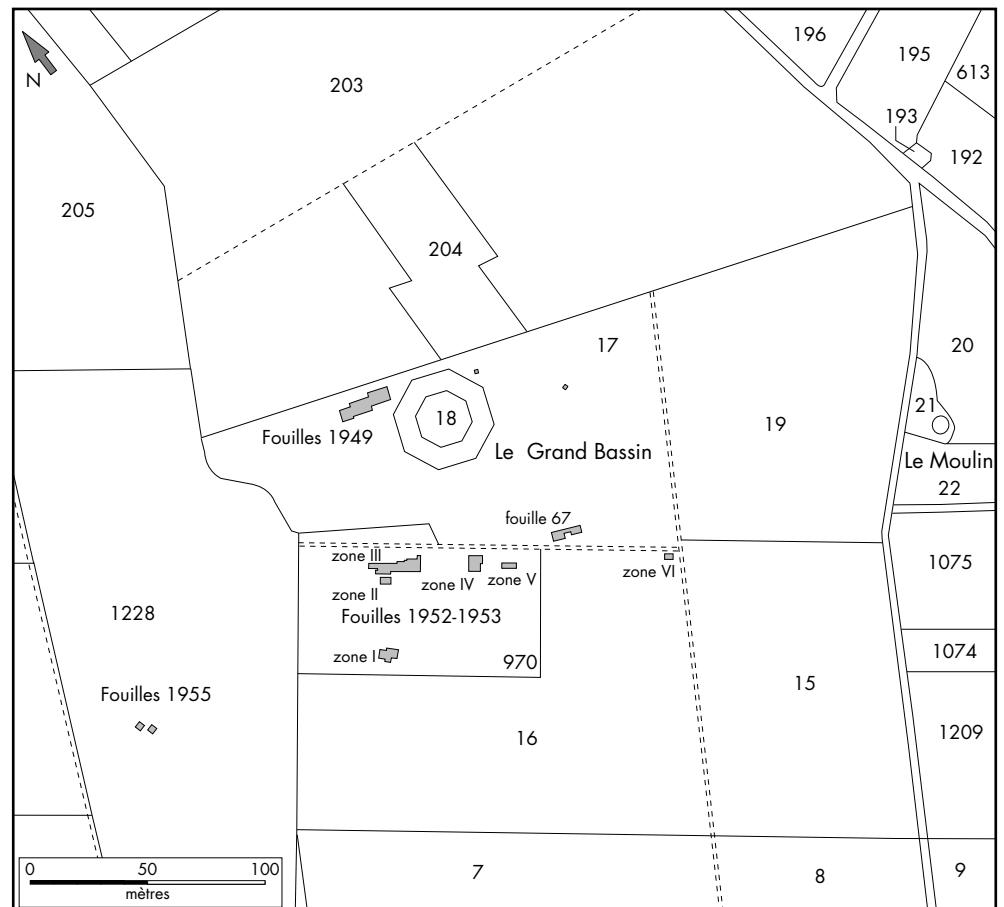 196
195
613
N
203
193
192
205
204
17
20
18
19
21
Fouilles 1949
Le Grand Bassin
Le Moulin
22
fouille 67
zone III
1075
zone VI
zone IV
zone V
zone II
1228
Fouilles 1952-1953
1074
zone I
970
15
Fouilles 1955
16
1209
0 50 100
mètres
7
8
9